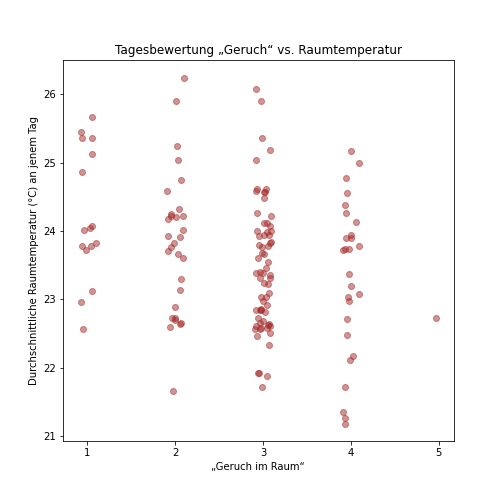 Tagesbewertung „Geruch“ vs. Raumtemperatur
Durchschnittliche Raumtemperatur (°C) an jenem Tag
26
25
24
23
22
21
1 2 3 4 5
„Geruch im Raum“